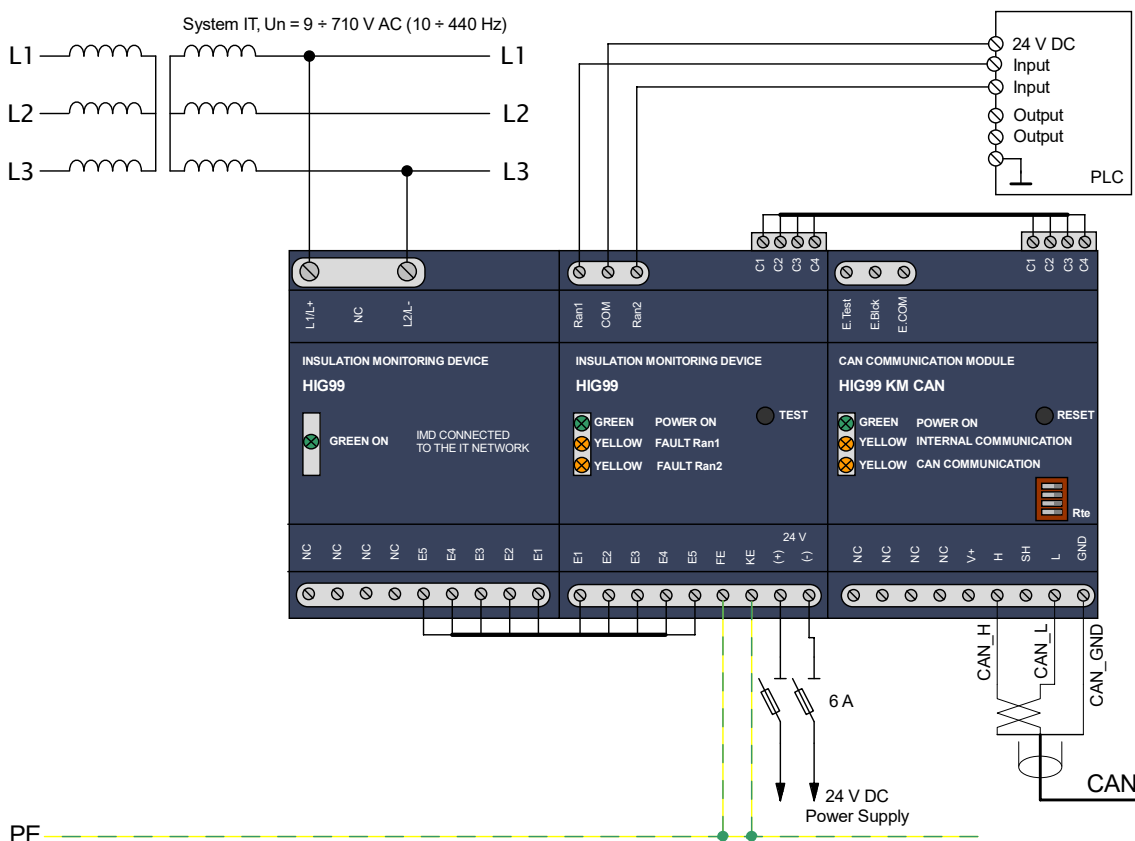 System IT, Un = 9 ÷ 710 V AC (10 ÷ 440 Hz)
L1 L1
L2 L2
L3 L3
24 V DC
Input
Input
Output
Output
PLC
C1 C2 C3 C4 C1 C2 C3 C4
L1/L+ NC L2/L- Ran1 COM Ran2 E.Test E.Blck E.COM
INSULATION MONITORING DEVICE
HIG99
GREEN ON
IMD CONNECTED
TO THE IT NETWORK
INSULATION MONITORING DEVICE
HIG99
TEST
GREEN POWER ON
YELLOW FAULT Ran1
YELLOW FAULT Ran2
CAN COMMUNICATION MODULE
HIG99 KM CAN
RESET
GREEN POWER ON
YELLOW INTERNAL COMMUNICATION
YELLOW CAN COMMUNICATION
Rte
24 V
NC NC NC NC E5 E4 E3 E2 E1 E1 E2 E3 E4 E5 FE KE (+) (-) NC NC NC NC V+ H SH L GND
CAN_H CAN_L CAN_GND
6 A
24 V DC
Power Supply
CAN
PE